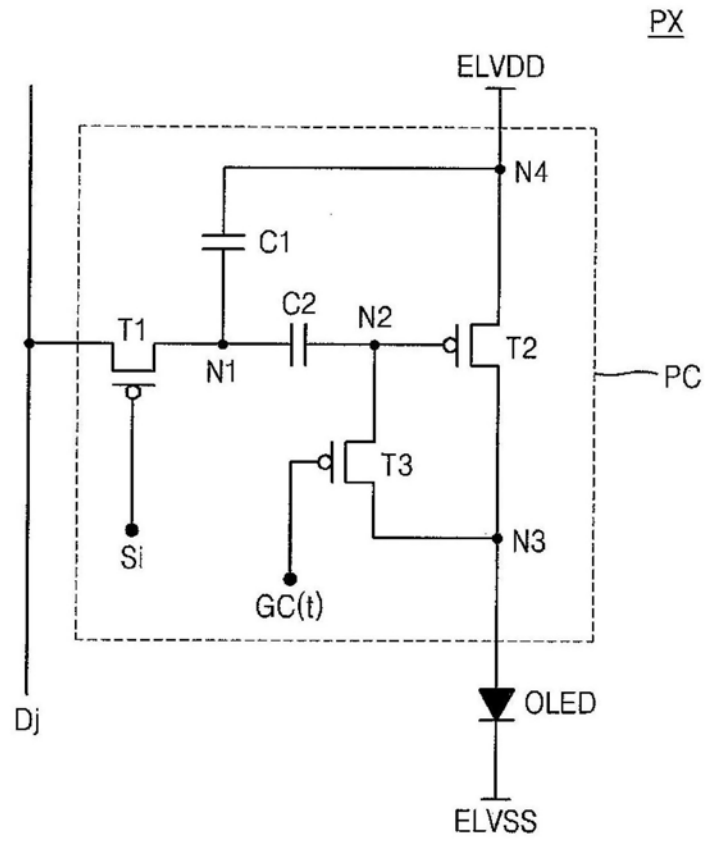 PX
ELVDD
N4
C1
C2
N2
T1
N1
T2
PC
T3
Si
N3
GC(t)
Dj
OLED
ELVSS